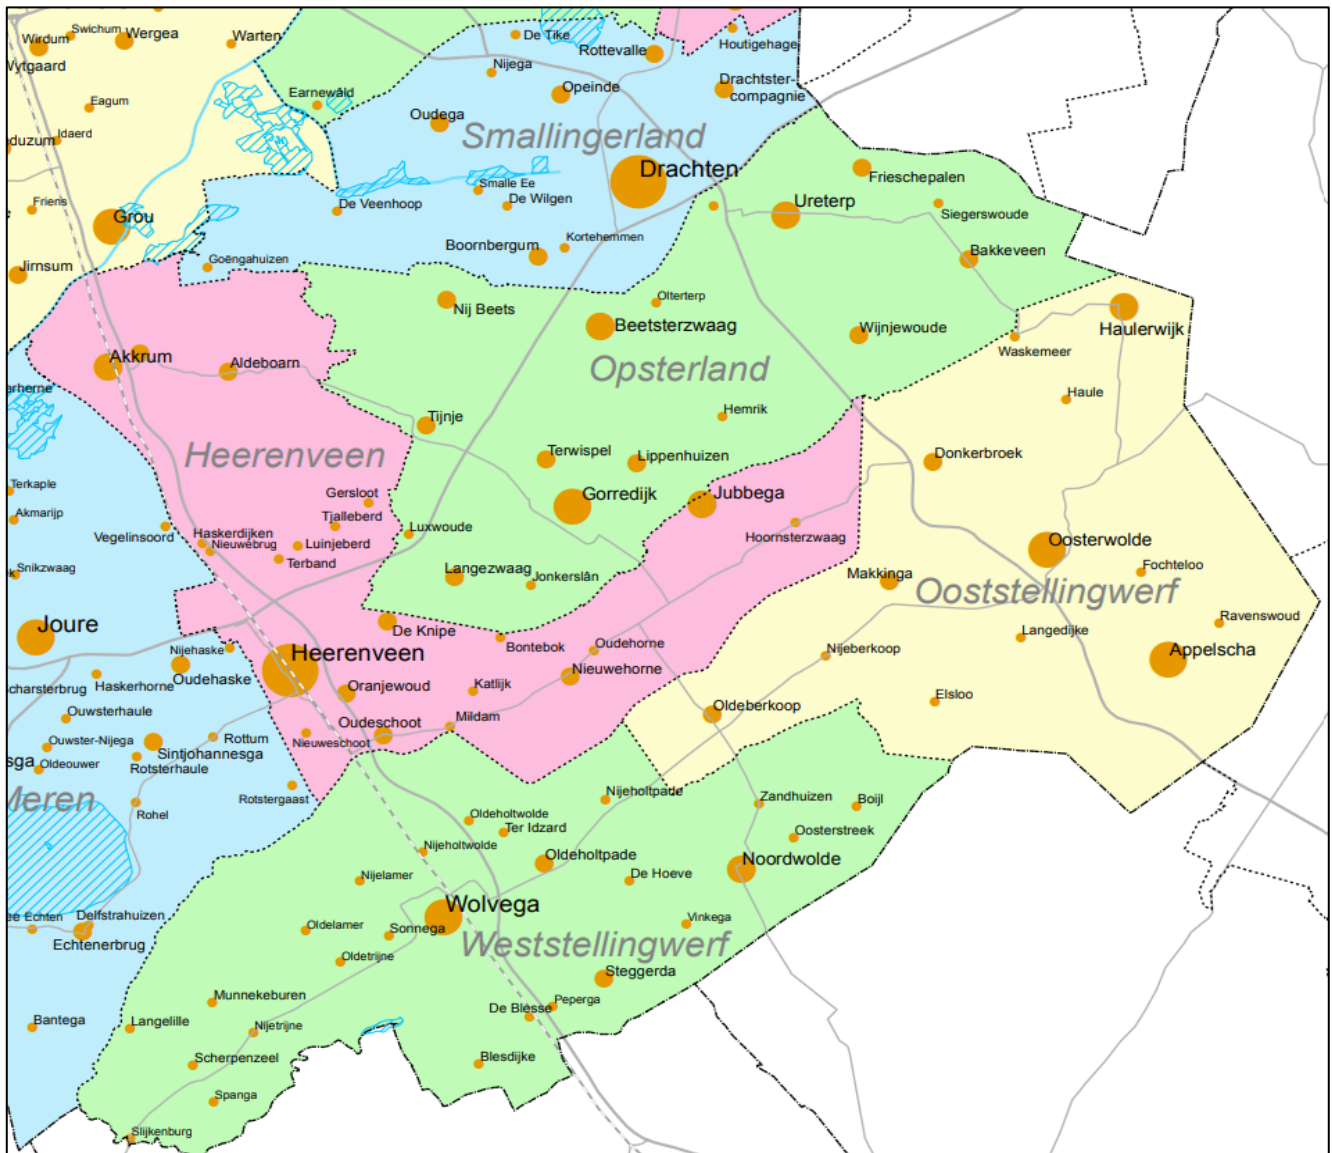 Swichum
Wirdum
Wergea
Warten
De Tike
Rottevalle
Houtigehage
Wytgaard
Nijega
Opeinde
Drachtster-
compagnie
Eagum
Earnewâld
Oudega
Smallingerland
Idaerd
duzum
Drachten
Frieschepalen
Smalle Ee
De Wilgen
De Veenhoop
Friens
Grou
Ureterp
Siegerswoude
Boornbergum
Kortehemmen
Bakkeveen
Goëngahuizen
Jirnsum
Nij Beets
Olterterp
Beetsterzwaag
Wijnjewoude
Haulerwijk
Waskemeer
Akkrum
Aldeboarn
Opsterland
erherne
Haule
Tijnje
Hemrik
Heerenveen
Terwispel
Lippenhuizen
Donkerbroek
Terkaple
Gersloot
Gorredijk
Jubbega
Akmarijp
Tjalleberd
Vegelinsoord
Haskerdijken
Nieuwebrug
Luinjeberd
Luxwoude
Hoornsterzwaag
Oosterwolde
Terband
Fochteloo
Snikzwaag
k
Langezwaag
Jonkerslân
Makkinga
Ooststellingwerf
Joure
De Knipe
Ravenswoud
Langedijke
Nijehaske
Heerenveen
Bontebok
Oudehorne
Nijeberkoop
Appelscha
Oudehaske
Nieuwehorne
Scharsterbrug
Haskerhorne
Oranjewoud
Katlijk
Elsloo
Ouwsterhaule
Oudeschoot
Mildam
Oldeberkoop
Ouwster-Nijega
Rottum
Nieuweschoot
Sintjohannesga
sga
Oldeouwer
Rotsterhaule
Meren
Rotstergaast
Nijeholtpade
Zandhuizen
Boijl
Rohel
Oldeholtwolde
Ter Idzard
Oosterstreek
Nijeholtwolde
Oldeholtpade
Noordwolde
Nijelamer
De Hoeve
Wolvega
ee Echten
Delfstrahuizen
Vinkega
Oldelamer
Sonnega
Weststellingwerf
Echtenerbrug
Oldetrijne
Steggerda
Munnekeburen
De Blesse
Peperga
Bantega
Langelille
Nijetrijne
Scherpenzeel
Blesdijke
Spanga
Slijkenburg